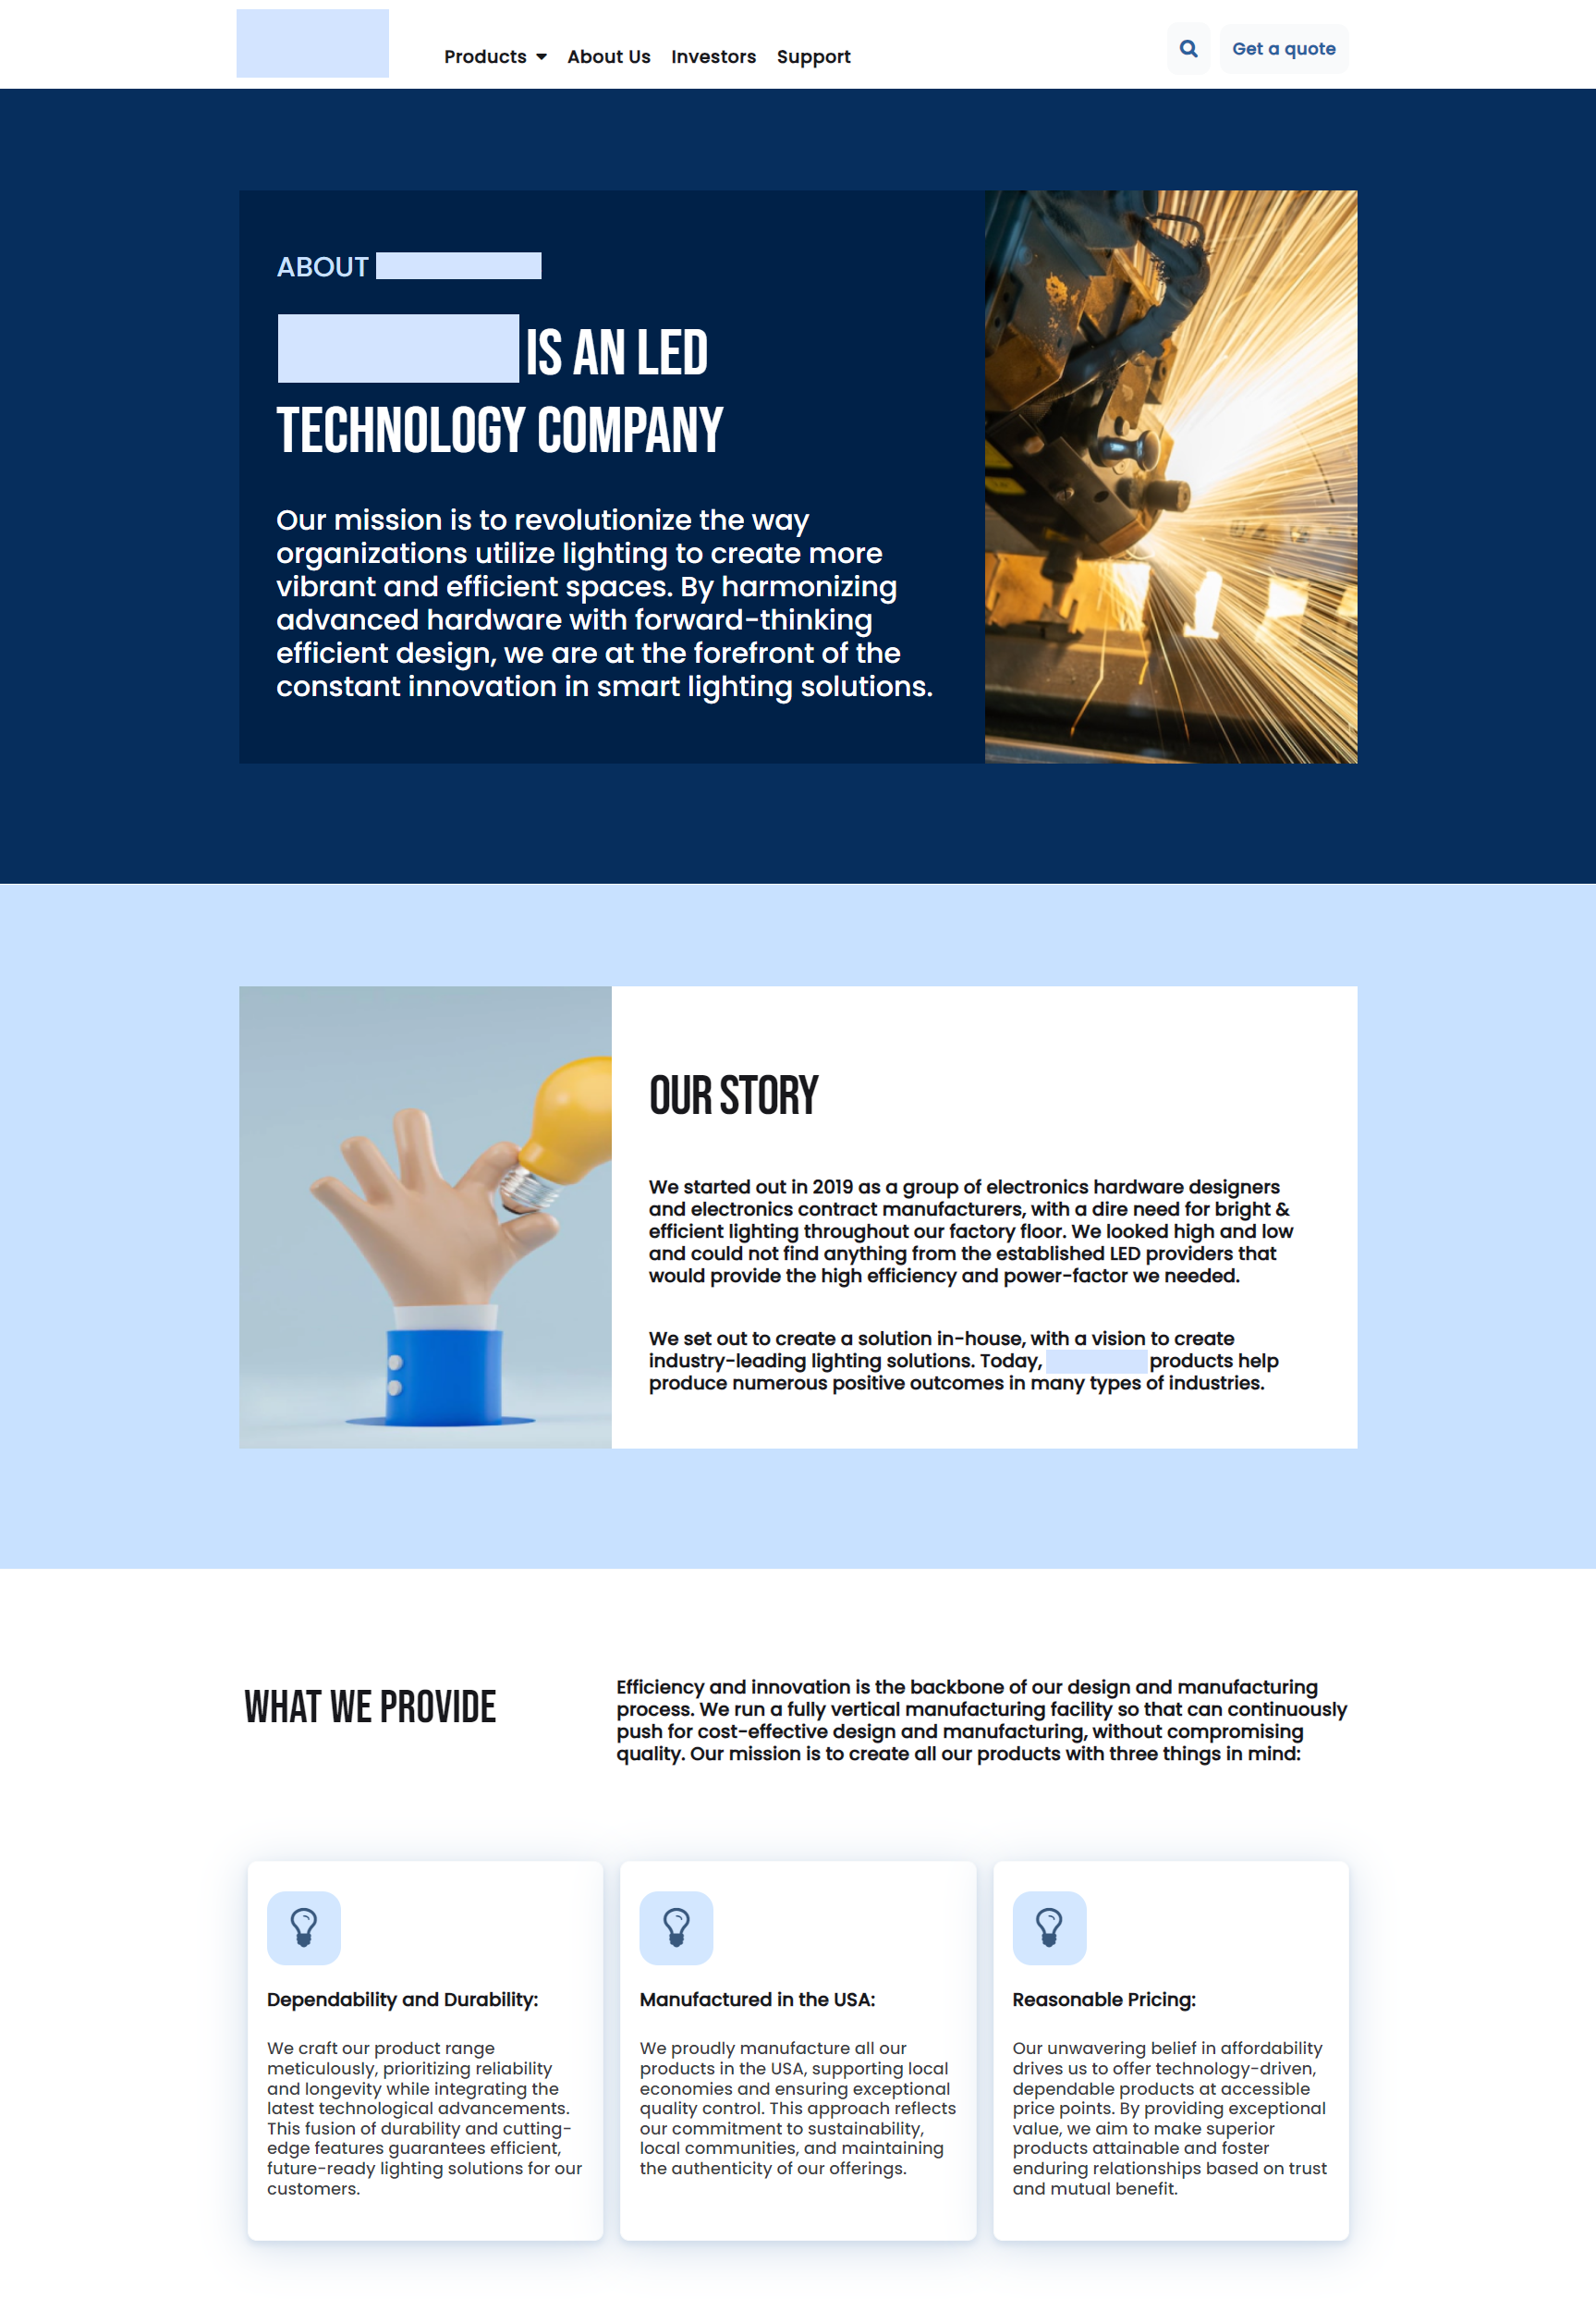 Products
About Us
Investors
Support
Get a quote
ABOUT
IS AN LED
TECHNOLOGY COMPANY
Our mission is to revolutionize the way
organizations utilize lighting to create more
vibrant and efficient spaces. By harmonizing
advanced hardware with forward-thinking
efficient design, we are at the forefront of the
constant innovation in smart lighting solutions.
OUR STORY
We started out in 2019 as a group of electronics hardware designers
and electronics contract manufacturers, with a dire need for bright &
efficient lighting throughout our factory floor. We looked high and low
and could not find anything from the established LED providers that
would provide the high efficiency and power-factor we needed.
We set out to create a solution in-house, with a vision to create
industry-leading lighting solutions. Today, products help
produce numerous positive outcomes in many types of industries.
WHAT WE PROVIDE
Efficiency and innovation is the backbone of our design and manufacturing
process. We run a fully vertical manufacturing facility so that can continuously
push for cost-effective design and manufacturing, without compromising
quality. Our mission is to create all our products with three things in mind:
Dependability and Durability:
We craft our product range
meticulously, prioritizing reliability
and longevity while integrating the
latest technological advancements.
This fusion of durability and cutting-
edge features guarantees efficient,
future-ready lighting solutions for our
customers.
Manufactured in the USA:
We proudly manufacture all our
products in the USA, supporting local
economies and ensuring exceptional
quality control. This approach reflects
our commitment to sustainability,
local communities, and maintaining
the authenticity of our offerings.
Reasonable Pricing:
Our unwavering belief in affordability
drives us to offer technology-driven,
dependable products at accessible
price points. By providing exceptional
value, we aim to make superior
products attainable and foster
enduring relationships based on trust
and mutual benefit.